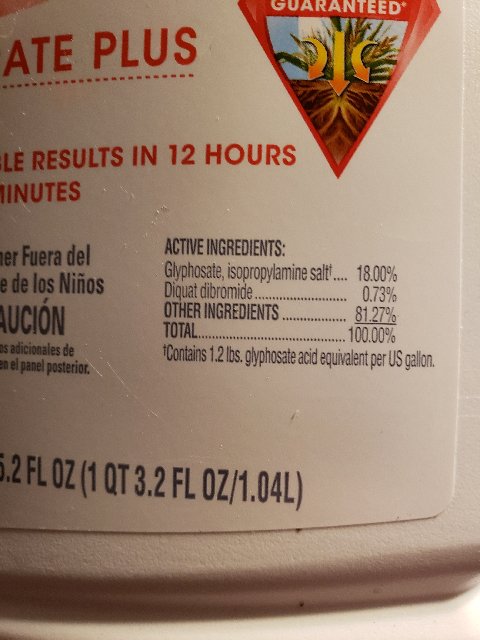 GUARANTEED*
ATE PLUS
BLE RESULTS IN 12 HOURS
MINUTES
ner Fuera del
e de los Niños
AUCIÓN
os adicionales de
en el panel posterior.
ACTIVE INGREDIENTS:
Glyphosate, isopropylamine salt†.... 18.00%
Diquat dibromide........................ 0.73%
OTHER INGREDIENTS ................ 81.27%
TOTAL...................................... 100.00%
†Contains 1.2 lbs. glyphosate acid equivalent per US gallon.
5.2 FL OZ (1 QT 3.2 FL OZ/1.04L)